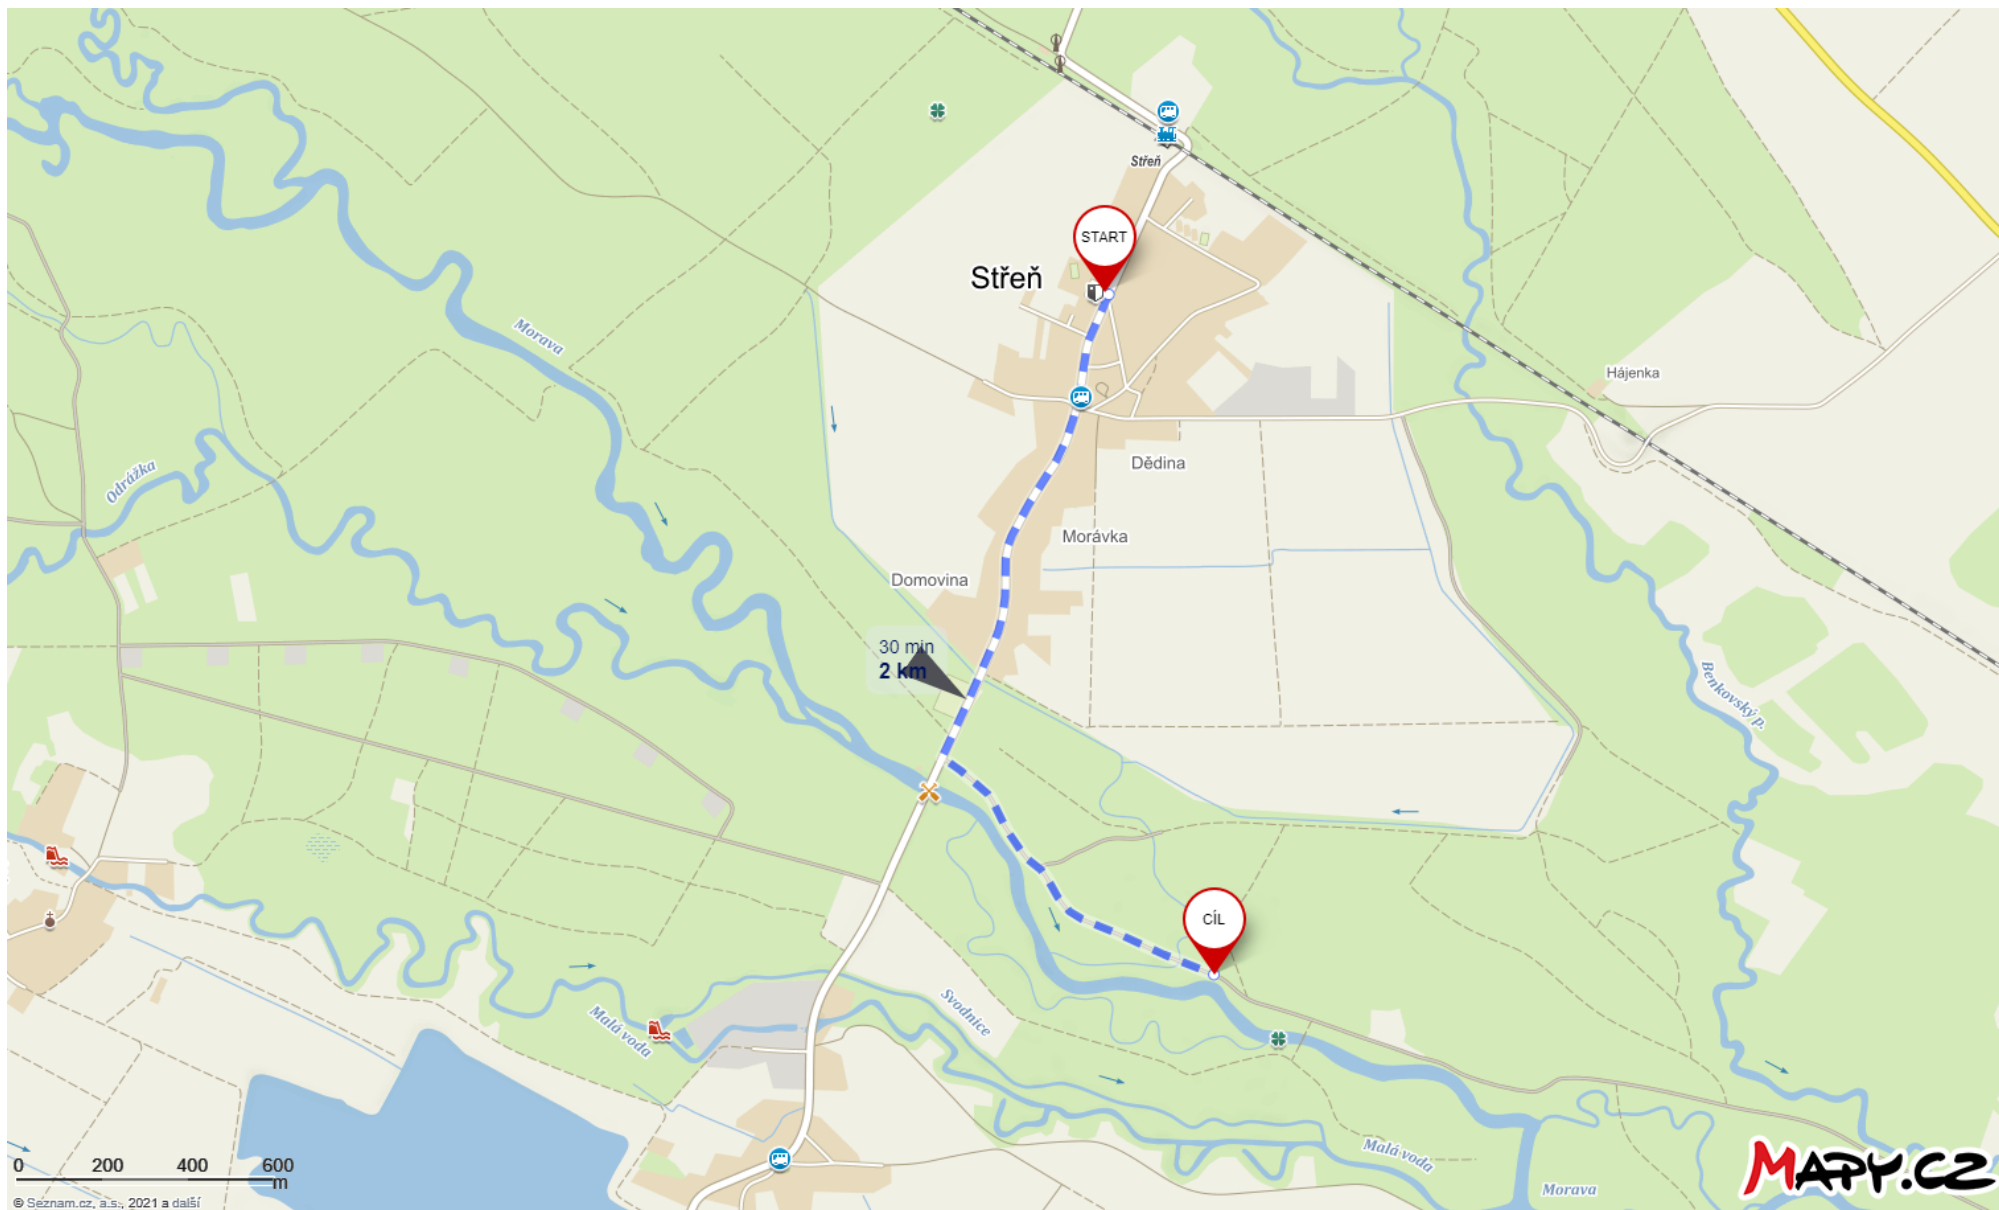 Střeň
START
Střeň
Morava
Hájenka
Odrážka
Dědina
Morávka
Domovina
30 min
2 km
Benkovský p.
CÍL
Svodnice
Malá voda
Malá voda
Morava
0 200 400 600
m
© Seznam.cz, a.s., 2021 a další
MAPY.CZ